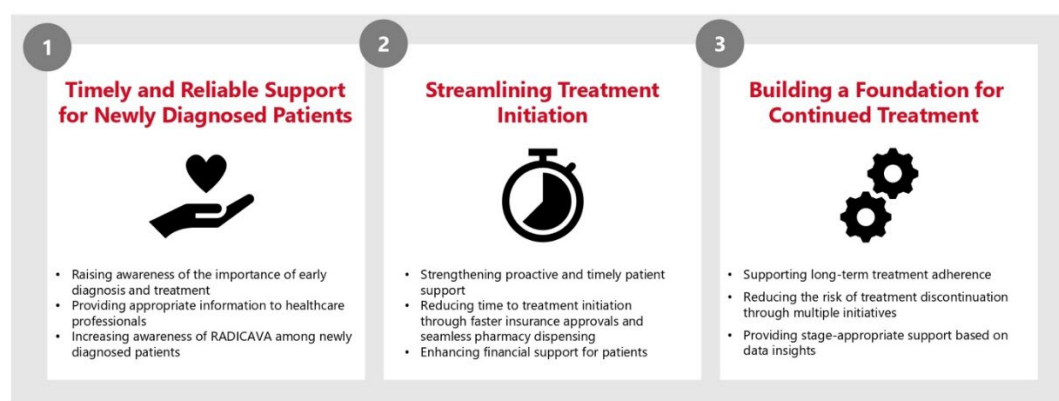 1
Timely and Reliable Support
for Newly Diagnosed Patients
• Raising awareness of the importance of early
diagnosis and treatment
• Providing appropriate information to healthcare
professionals
• Increasing awareness of RADICAVA among newly
diagnosed patients
2
Streamlining Treatment
Initiation
• Strengthening proactive and timely patient
support
• Reducing time to treatment initiation
through faster insurance approvals and
seamless pharmacy dispensing
• Enhancing financial support for patients
3
Building a Foundation for
Continued Treatment
• Supporting long-term treatment adherence
• Reducing the risk of treatment discontinuation
through multiple initiatives
• Providing stage-appropriate support based on
data insights